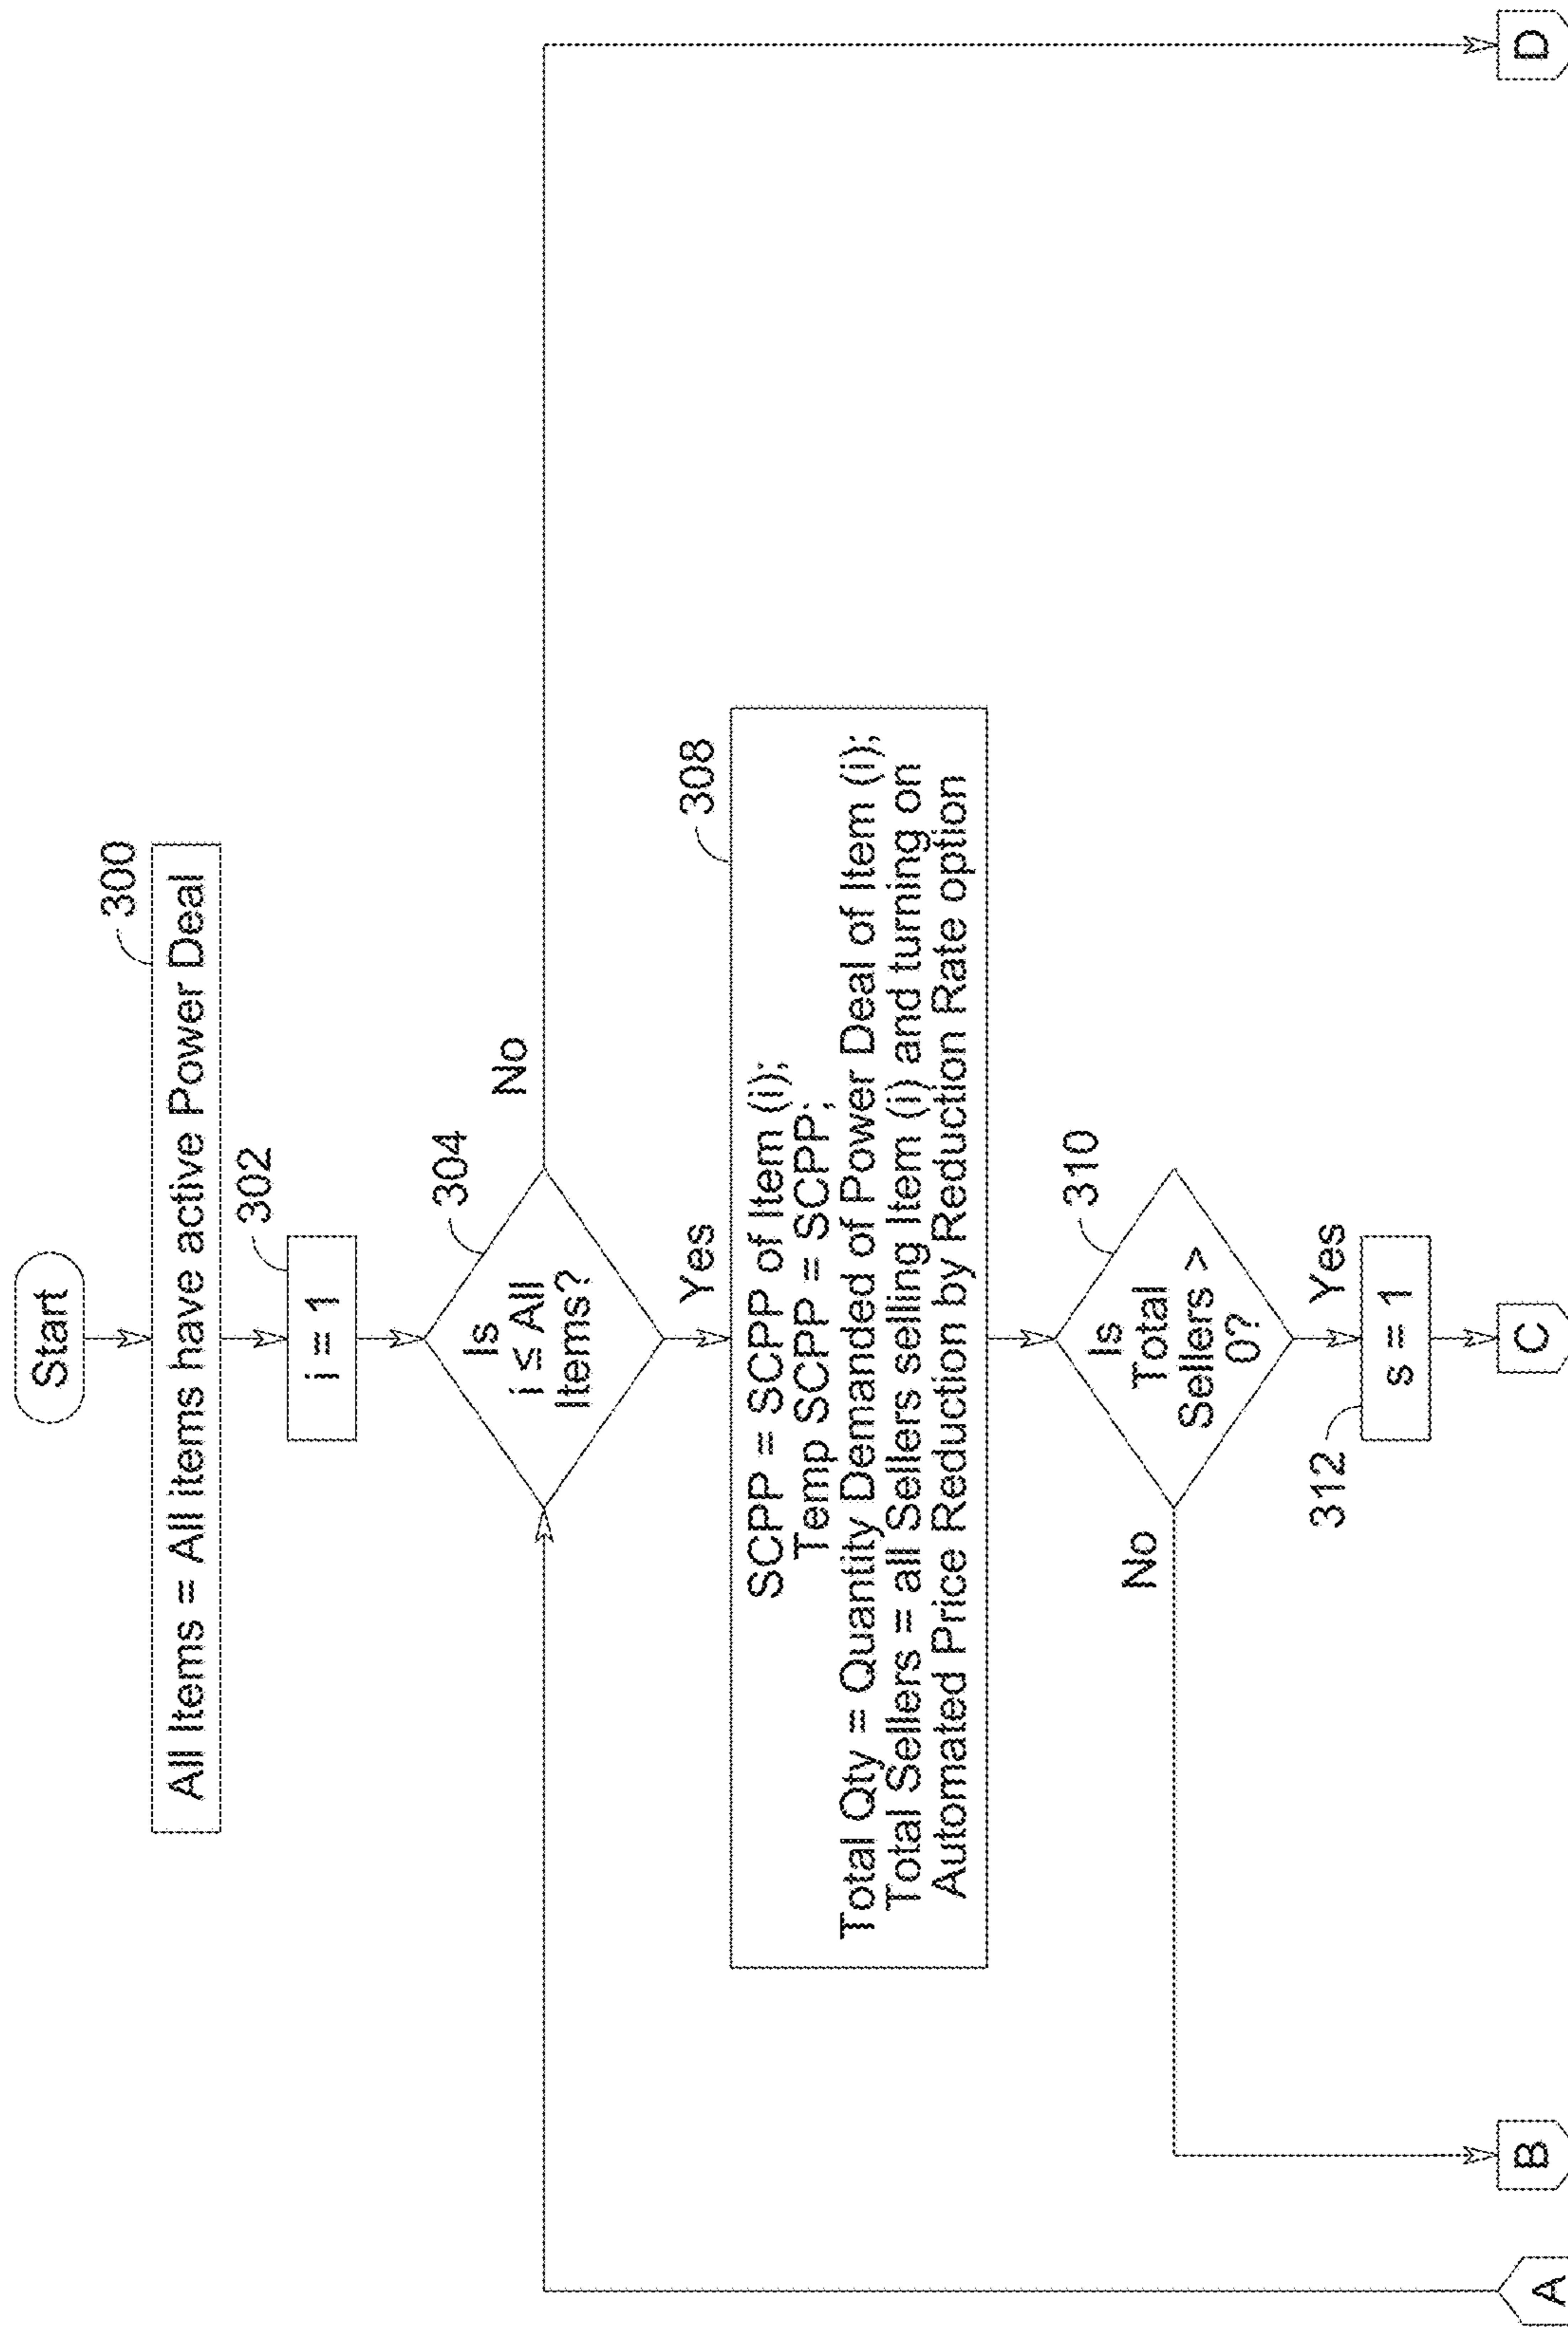 Start
300
All Items = All items have active Power Deal
302
i = 1
304
Is
i ≤ All
Items?
No
Yes
308
SCPP = SCPP of Item (i);
Temp SCPP = SCPP;
Total Qty = Quantity Demanded of Power Deal of Item (i);
Total Sellers = all Sellers selling Item (i) and turning on
Automated Price Reduction by Reduction Rate option
310
Is
Total
Sellers >
0?
No
Yes
312
s = 1
A
B
C
D